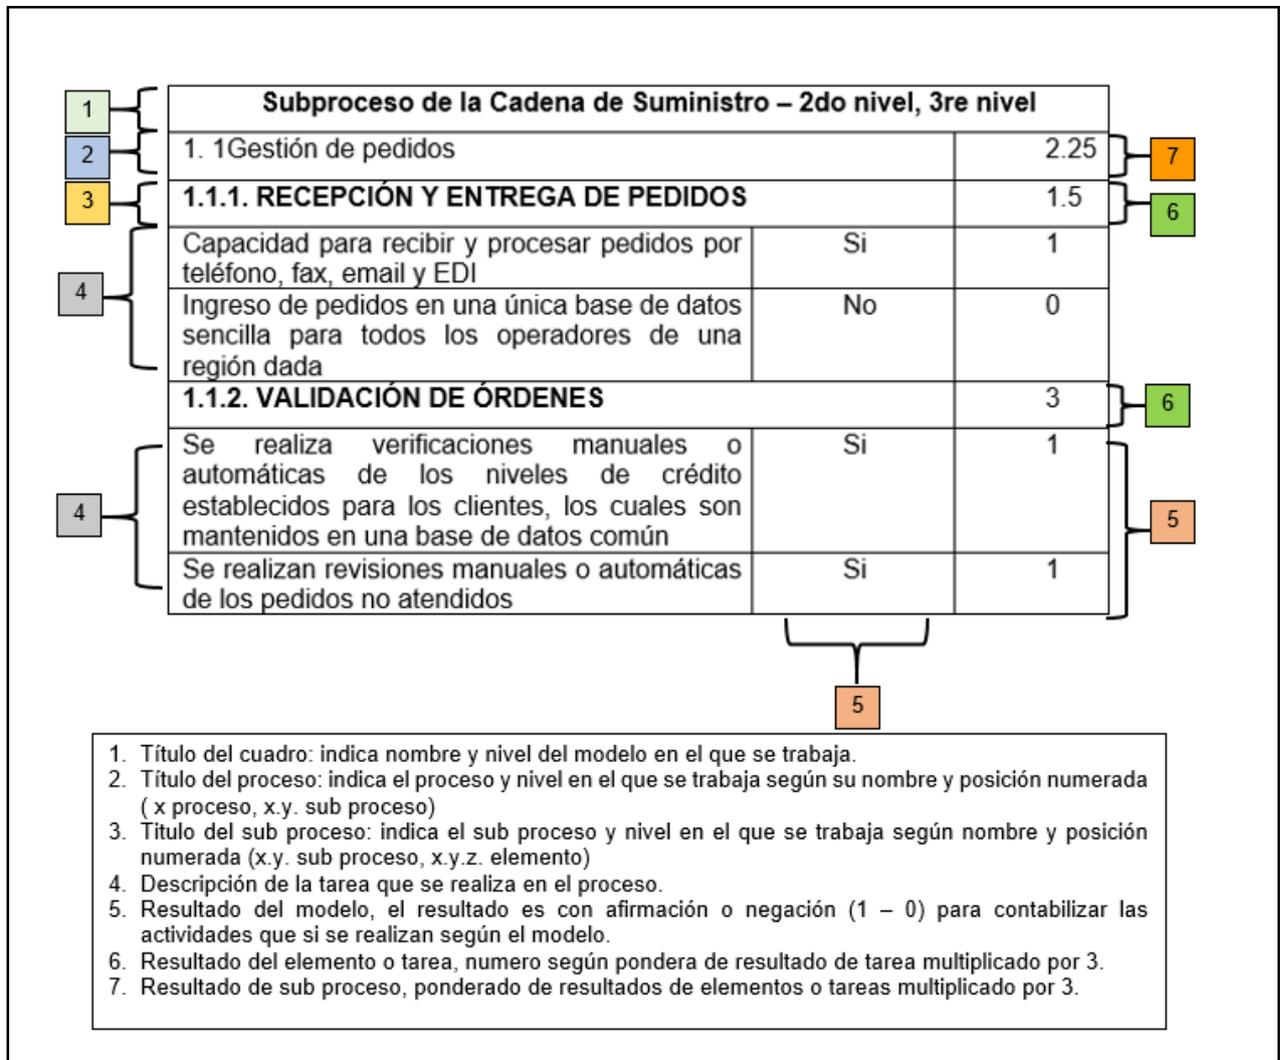 Subproceso de la Cadena de Suministro – 2do nivel, 3re nivel
1
1. 1Gestión de pedidos
2.25
2
7
1.1.1. RECEPCIÓN Y ENTREGA DE PEDIDOS
1.5
3
6
Capacidad para recibir y procesar pedidos por
teléfono, fax, email y EDI
Si
1
4
Ingreso de pedidos en una única base de datos
sencilla para todos los operadores de una
región dada
No
0
1.1.2. VALIDACIÓN DE ÓRDENES
3
6
Se realiza verificaciones manuales o
automáticas de los niveles de crédito
establecidos para los clientes, los cuales son
mantenidos en una base de datos común
Si
1
4
5
Se realizan revisiones manuales o automáticas
de los pedidos no atendidos
Si
1
5
1. Título del cuadro: indica nombre y nivel del modelo en el que se trabaja.
2. Título del proceso: indica el proceso y nivel en el que se trabaja según su nombre y posición numerada
( x proceso, x.y. sub proceso)
3. Titulo del sub proceso: indica el sub proceso y nivel en el que se trabaja según nombre y posición
numerada (x.y. sub proceso, x.y.z. elemento)
4. Descripción de la tarea que se realiza en el proceso.
5. Resultado del modelo, el resultado es con afirmación o negación (1 – 0) para contabilizar las
actividades que si se realizan según el modelo.
6. Resultado del elemento o tarea, numero según pondera de resultado de tarea multiplicado por 3.
7. Resultado de sub proceso, ponderado de resultados de elementos o tareas multiplicado por 3.